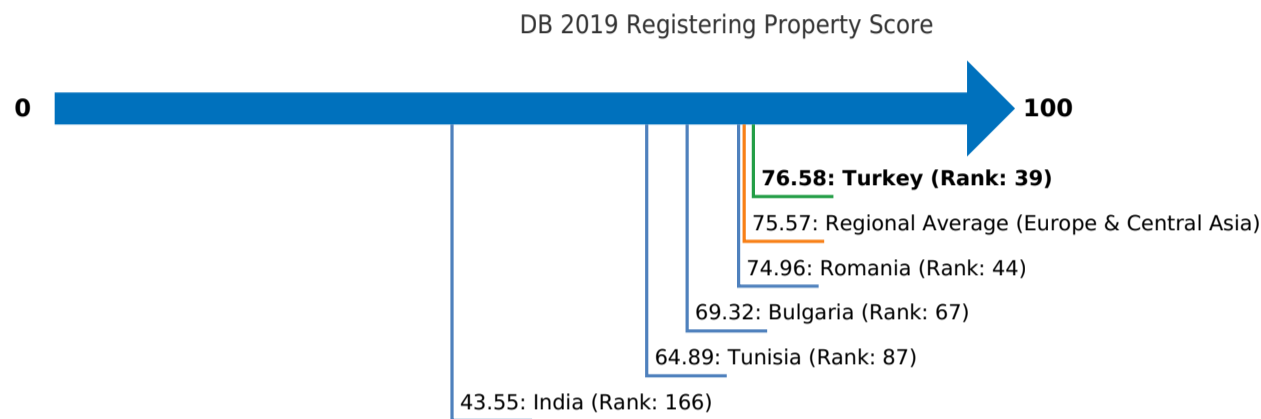 DB 2019 Registering Property Score
0
100
76.58: Turkey (Rank: 39)
75.57: Regional Average (Europe & Central Asia)
74.96: Romania (Rank: 44)
69.32: Bulgaria (Rank: 67)
64.89: Tunisia (Rank: 87)
43.55: India (Rank: 166)